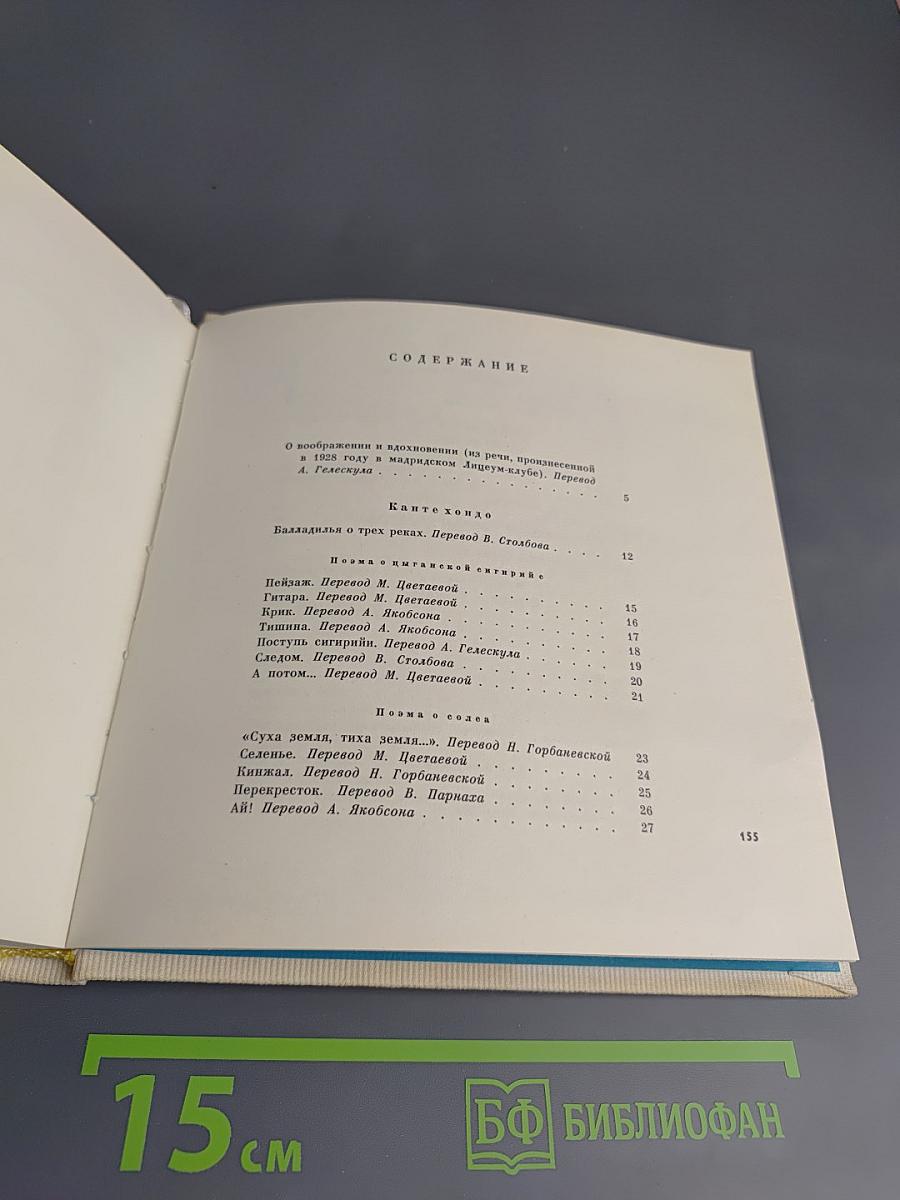 СОДЕРЖАНИЕ
О воображении и вдохновении (из речи, произнесенной
в 1928 году в мадридском Лицеум-клубе). Перевод
А. Гелескула . . . . . . . . . . . . . . . 5
Канте хондо
Балладилья о трех реках. Перевод В. Столбова . . . . 12
Поэма о цыганской сигирийе
Пейзаж. Перевод М. Цветаевой . . . . . . . . . . 15
Гитара. Перевод М. Цветаевой . . . . . . . . . . 16
Крик. Перевод А. Якобсона . . . . . . . . . . . 17
Тишина. Перевод А. Якобсона . . . . . . . . . . 18
Поступь сигирийи. Перевод А. Гелескула . . . . . . 19
Следом. Перевод В. Столбова . . . . . . . . . . 20
А потом... Перевод М. Цветаевой . . . . . . . . . 21
Поэма о солеа
«Суха земля, тиха земля...». Перевод Н. Горбаневской 23
Селенье. Перевод М. Цветаевой . . . . . . . . . 24
Кинжал. Перевод Н. Горбаневской . . . . . . . . 25
Перекресток. Перевод В. Парнаха . . . . . . . . 26
Ай! Перевод А. Якобсона . . . . . . . . . . . . 27
155
15 см
БФ БИБЛИОФАН